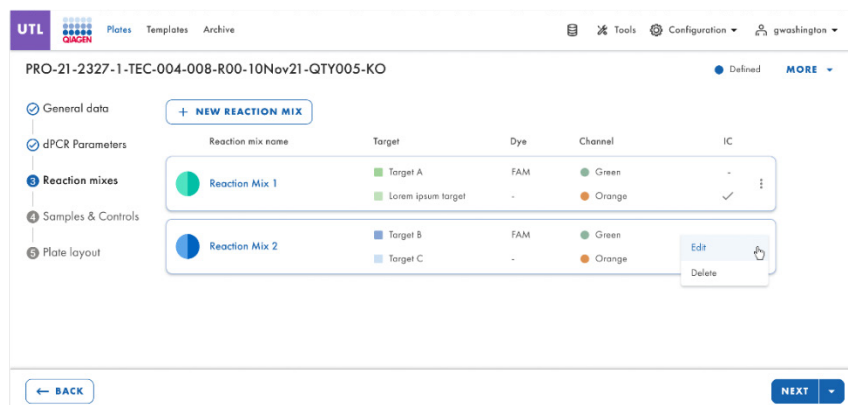 UTL QIAGEN Plates Templates Archive Tools Configuration gwashington
PRO-21-2327-1-TEC-004-008-R00-10Nov21-QTY005-KO Defined MORE
General data
dPCR Parameters
3 Reaction mixes
4 Samples & Controls
5 Plate layout
+ NEW REACTION MIX
Reaction mix name Target Dye Channel IC
Target A FAM Green -
Reaction Mix 1
Lorem ipsum target - Orange
Target B FAM Green
Reaction Mix 2
Target C - Orange
Edit
Delete
← BACK NEXT